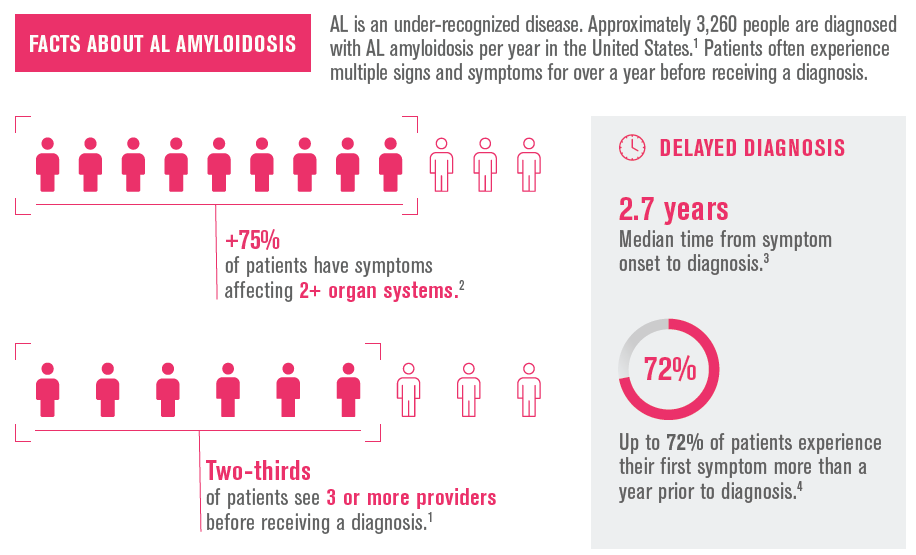 FACTS ABOUT AL AMYLOIDOSIS
AL is an under-recognized disease. Approximately 3,260 people are diagnosed
with AL amyloidosis per year in the United States.¹ Patients often experience
multiple signs and symptoms for over a year before receiving a diagnosis.
+75%
of patients have symptoms
affecting 2+ organ systems.²
Two-thirds
of patients see 3 or more providers
before receiving a diagnosis.¹
DELAYED DIAGNOSIS
2.7 years
Median time from symptom
onset to diagnosis.³
72%
Up to 72% of patients experience
their first symptom more than a
year prior to diagnosis.⁴